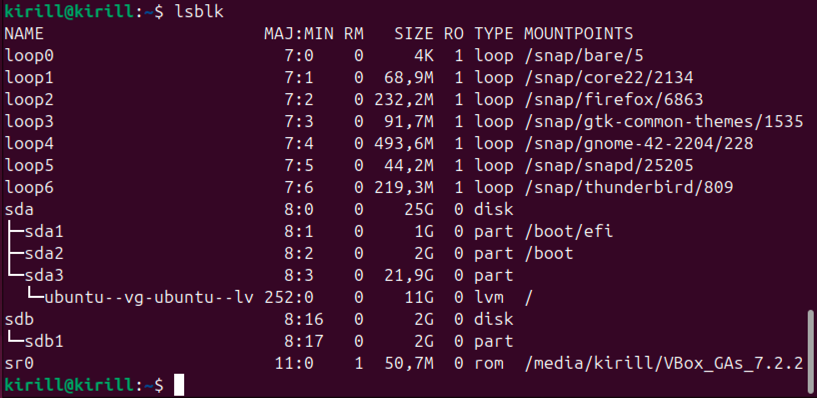 kirill@kirill:~$ lsblk
NAME                      MAJ:MIN RM   SIZE RO TYPE MOUNTPOINTS
loop0                       7:0    0     4K  1 loop /snap/bare/5
loop1                       7:1    0  68,9M  1 loop /snap/core22/2134
loop2                       7:2    0 232,2M  1 loop /snap/firefox/6863
loop3                       7:3    0  91,7M  1 loop /snap/gtk-common-themes/1535
loop4                       7:4    0 493,6M  1 loop /snap/gnome-42-2204/228
loop5                       7:5    0  44,2M  1 loop /snap/snapd/25205
loop6                       7:6    0 219,3M  1 loop /snap/thunderbird/809
sda                         8:0    0    25G  0 disk
├─sda1                      8:1    0     1G  0 part /boot/efi
├─sda2                      8:2    0     2G  0 part /boot
└─sda3                      8:3    0  21,9G  0 part
  └─ubuntu--vg-ubuntu--lv 252:0    0    11G  0 lvm  /
sdb                         8:16   0     2G  0 disk
└─sdb1                      8:17   0     2G  0 part
sr0                        11:0    1  50,7M  0 rom  /media/kirill/VBox_GAs_7.2.2
kirill@kirill:~$